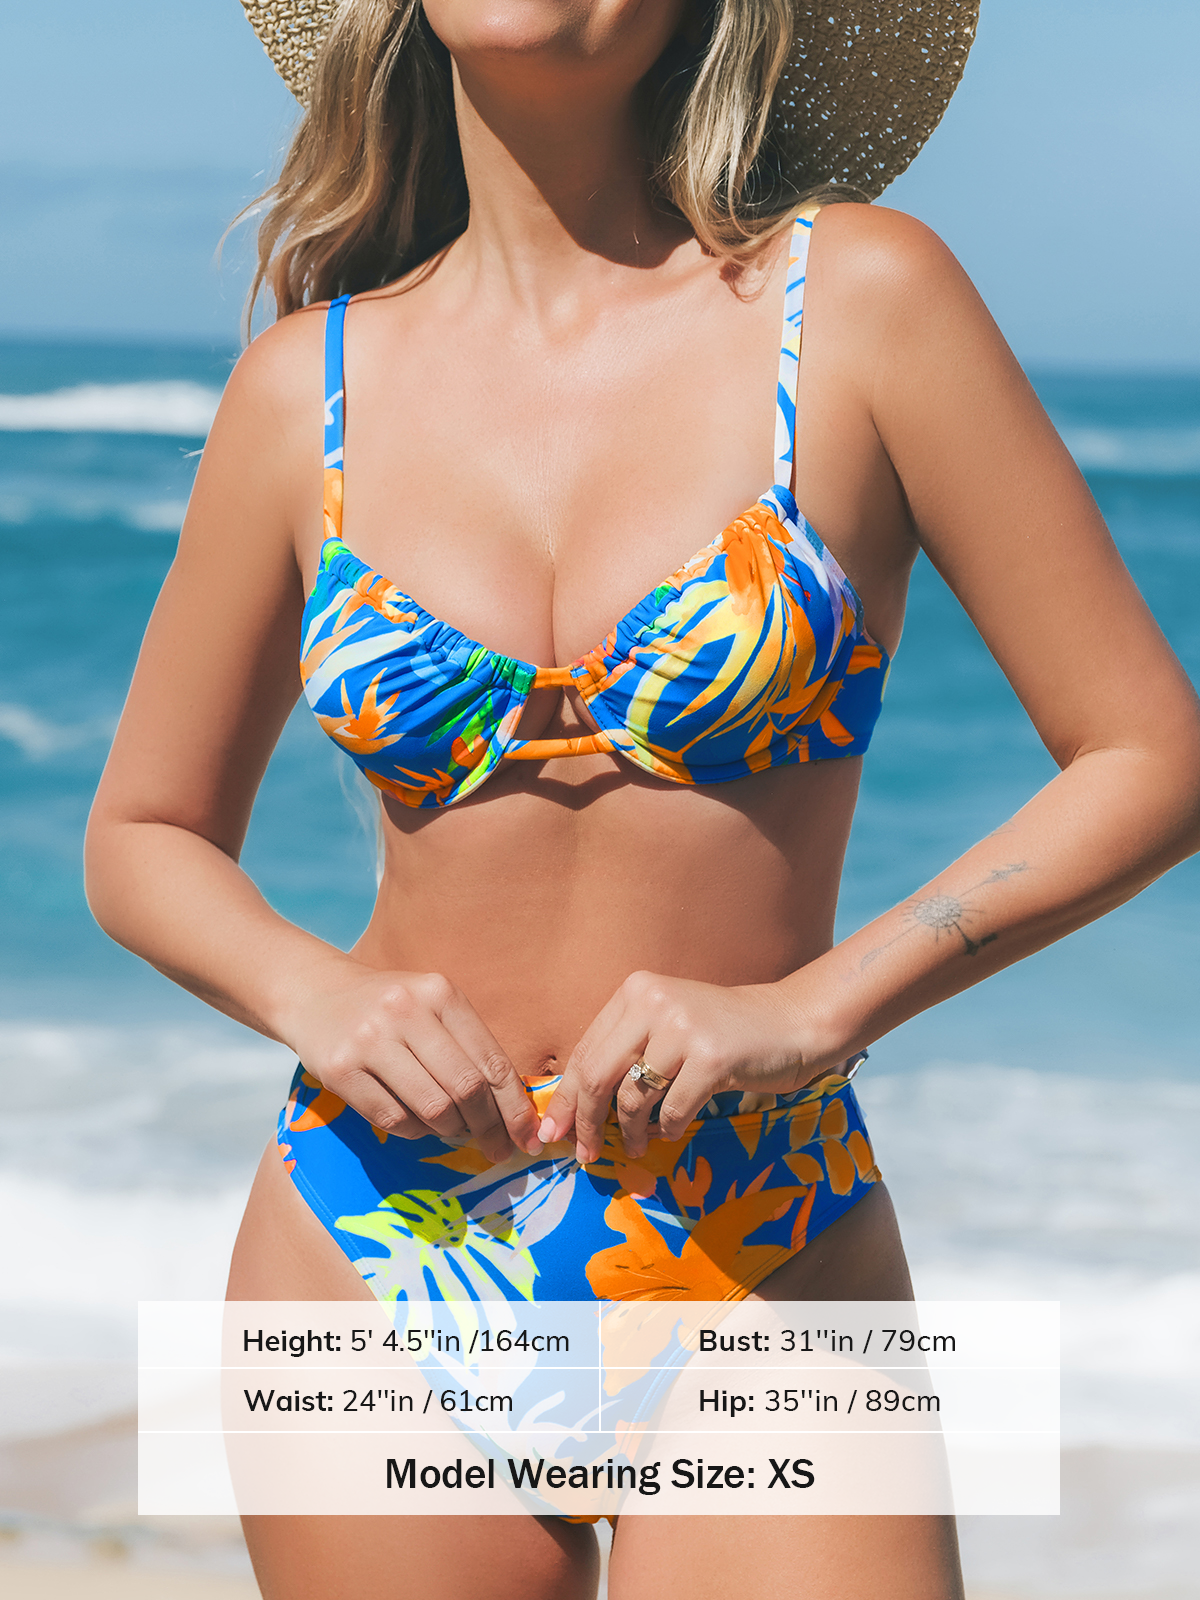 Height: 5' 4.5''in /164cm
Bust: 31''in / 79cm
Waist: 24''in / 61cm
Hip: 35''in / 89cm
Model Wearing Size: XS